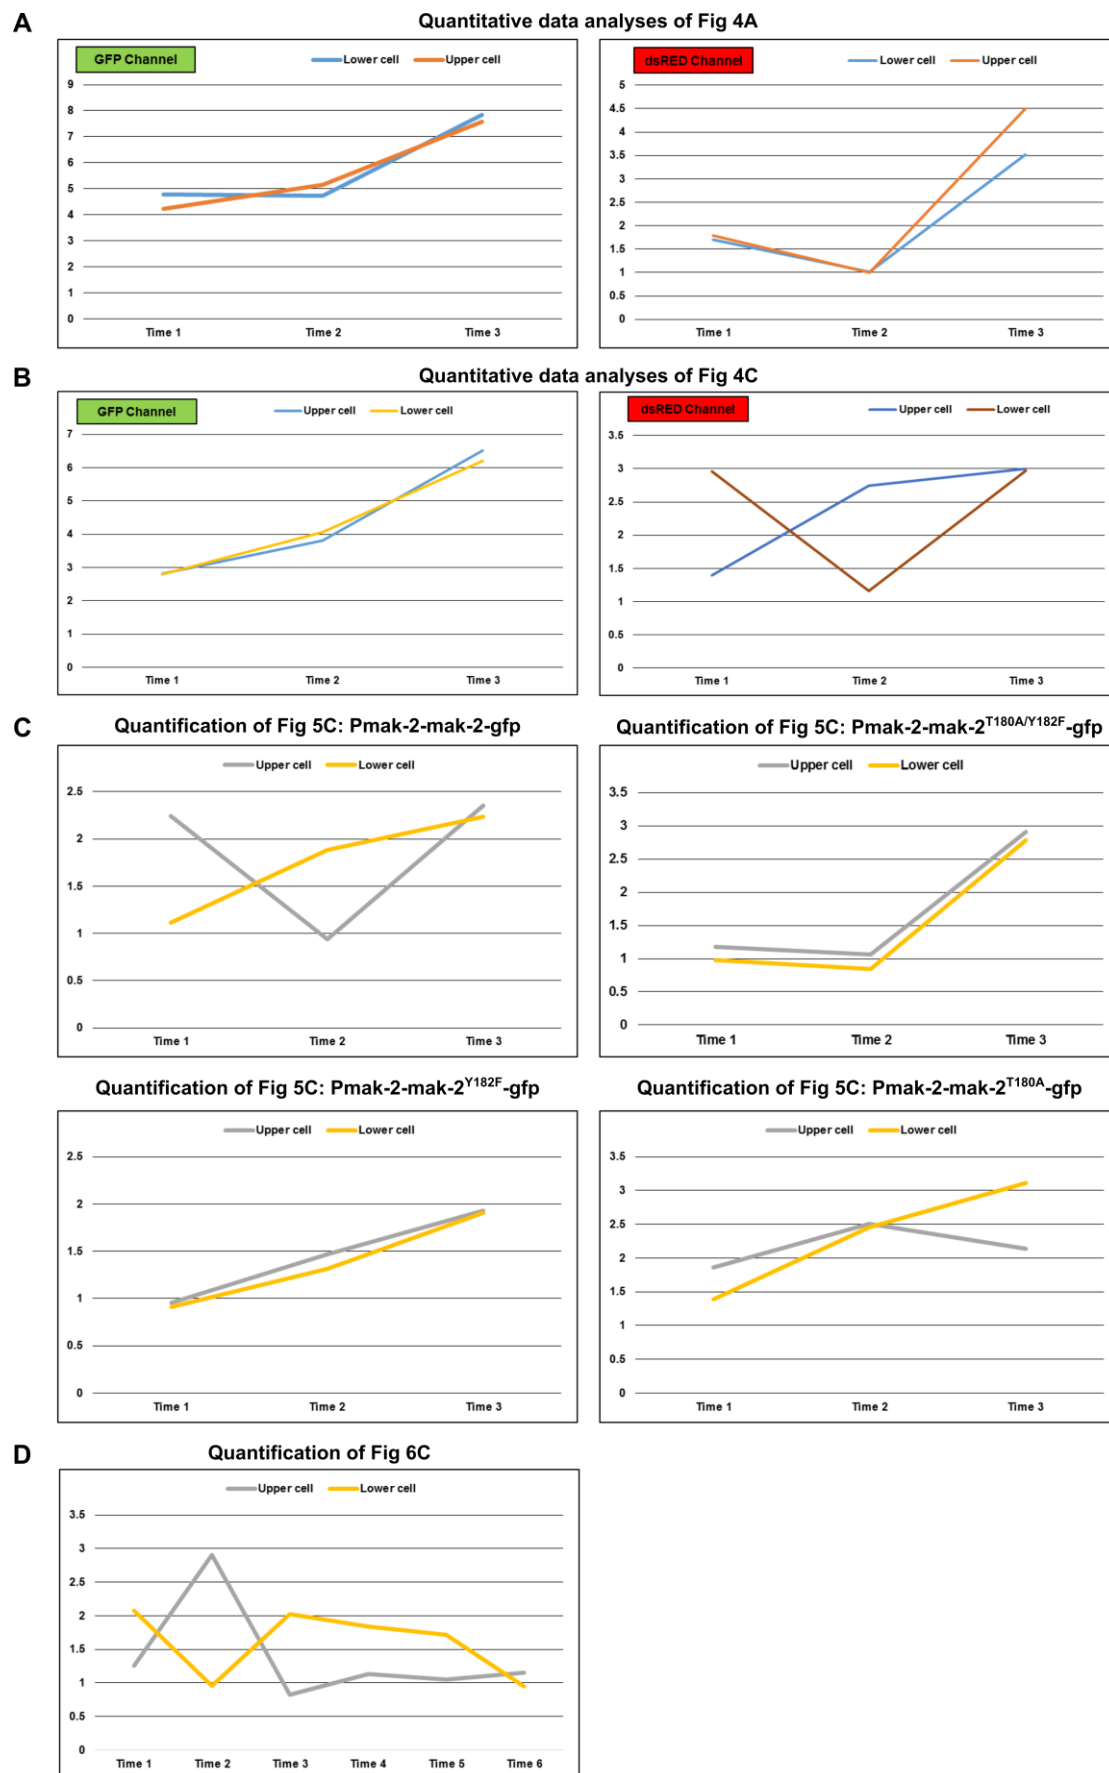 A
Quantitative data analyses of Fig 4A
GFP Channel
Lower cell Upper cell
9
8
7
6
5
4
3
2
1
0
Time 1 Time 2 Time 3
dsRED Channel
Lower cell Upper cell
5
4.5
4
3.5
3
2.5
2
1.5
1
0.5
0
Time 1 Time 2 Time 3
B
Quantitative data analyses of Fig 4C
GFP Channel
Upper cell Lower cell
7
6
5
4
3
2
1
0
Time 1 Time 2 Time 3
dsRED Channel
Upper cell Lower cell
3.5
3
2.5
2
1.5
1
0.5
0
Time 1 Time 2 Time 3
C
Quantification of Fig 5C: Pmak-2-mak-2-gfp
Upper cell Lower cell
2.5
2
1.5
1
0.5
0
Time 1 Time 2 Time 3
Quantification of Fig 5C: Pmak-2-mak-2T180A/Y182F-gfp
Upper cell Lower cell
3.5
3
2.5
2
1.5
1
0.5
0
Time 1 Time 2 Time 3
Quantification of Fig 5C: Pmak-2-mak-2Y182F-gfp
Upper cell Lower cell
2.5
2
1.5
1
0.5
0
Time 1 Time 2 Time 3
Quantification of Fig 5C: Pmak-2-mak-2T180A-gfp
Upper cell Lower cell
3.5
3
2.5
2
1.5
1
0.5
0
Time 1 Time 2 Time 3
D
Quantification of Fig 6C
Upper cell Lower cell
3.5
3
2.5
2
1.5
1
0.5
0
Time 1 Time 2 Time 3 Time 4 Time 5 Time 6